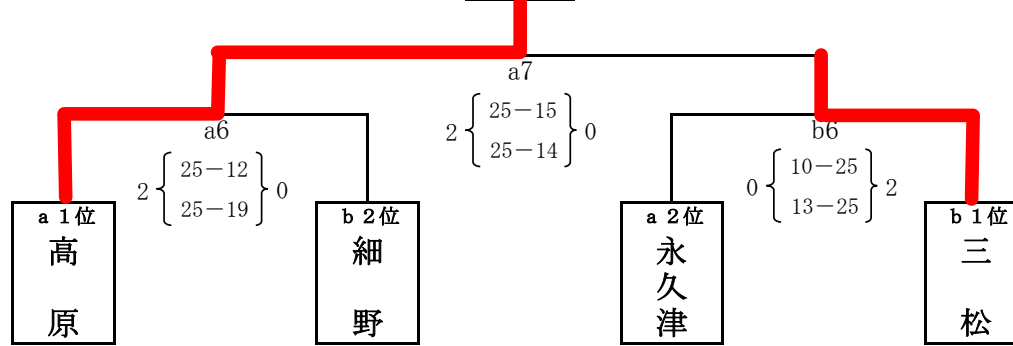 a7
2 { 25－15 } 0
25－14
a6
2 { 25－12 } 0
25－19
b6
0 { 10－25 } 2
13－25
a 1位
高原
b 2位
細野
a 2位
永久津
b 1位
三松